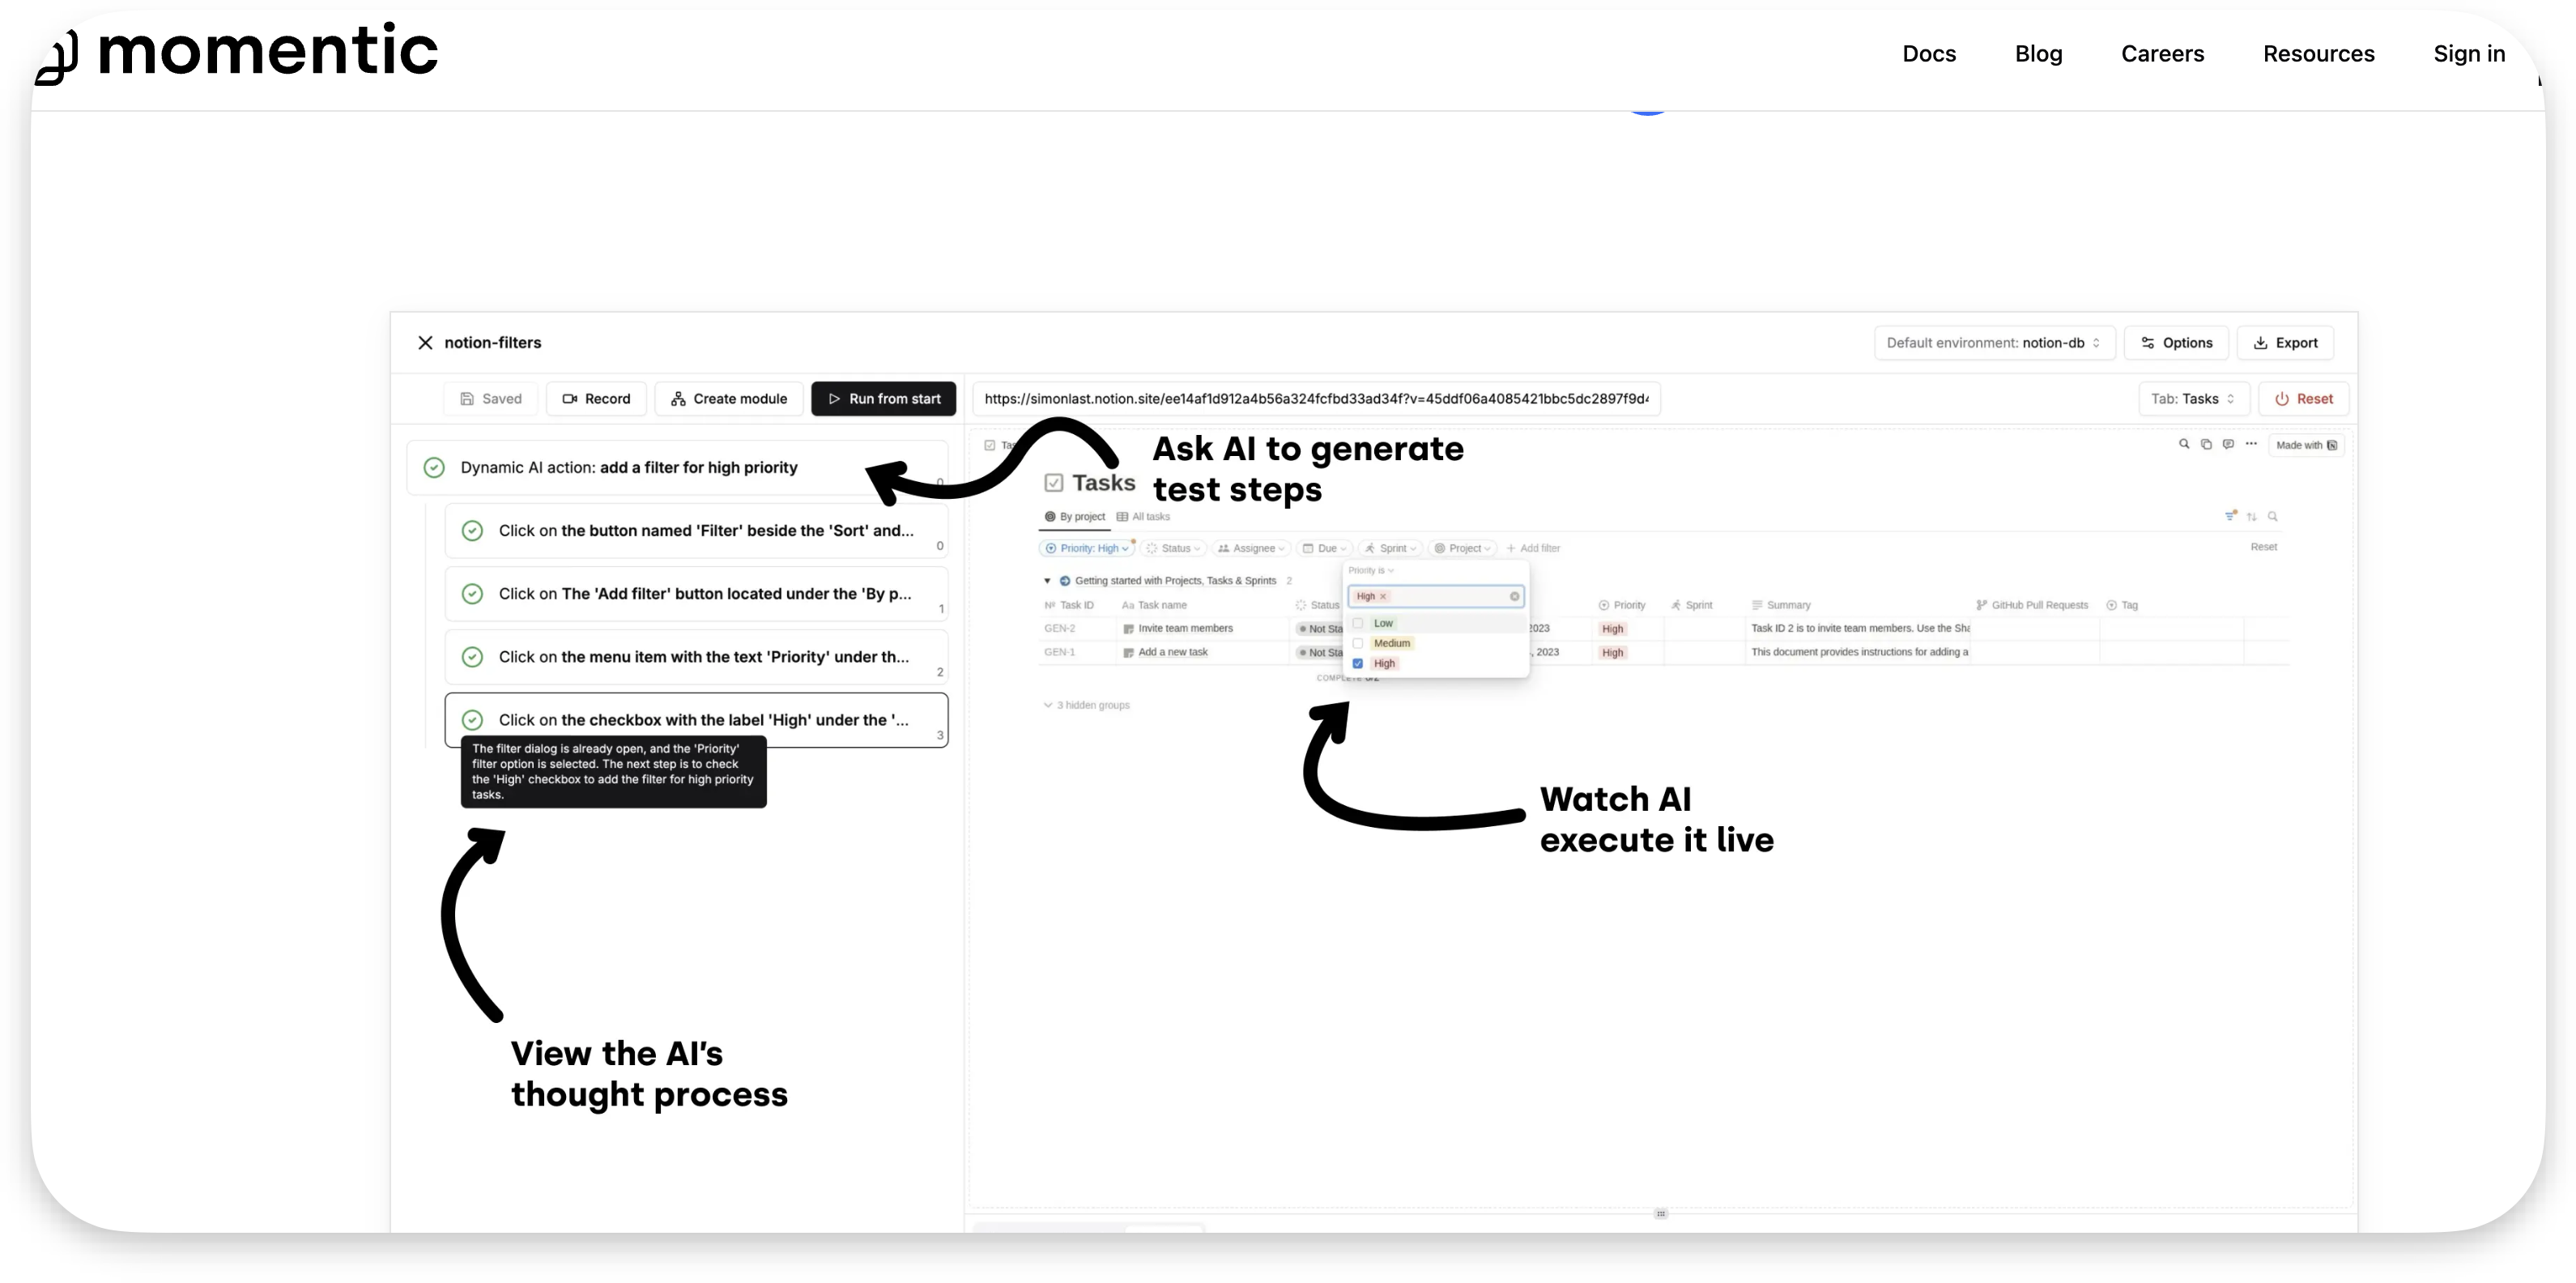 momentic
Docs
Blog
Careers
Resources
Sign in
notion-filters
Default environment: notion-db
Options
Export
Saved
Record
Create module
Run from start
https://simonlast.notion.site/ee14af1d912a4b56a324fcfbd33ad34f?v=45ddf06a4085421bbc5dc2897f9d
Tab: Tasks
Reset
Dynamic AI action: add a filter for high priority
0
Click on the button named 'Filter' beside the 'Sort' and...
0
Click on The 'Add filter' button located under the 'By p...
1
Click on the menu item with the text 'Priority' under th...
2
Click on the checkbox with the label 'High' under the '...
3
The filter dialog is already open, and the 'Priority'
filter option is selected. The next step is to check
the 'High' checkbox to add the filter for high priority
tasks.
View the AI's
thought process
Ask AI to generate
test steps
Made with
Tasks
By project
All tasks
Priority: High
Status
Assignee
Due
Sprint
Project
Add filter
Reset
Getting started with Projects, Tasks & Sprints 2
Priority is
High
Low
Medium
High
Nº Task ID
Aa Task name
Status
Priority
Sprint
Summary
GitHub Pull Requests
Tag
GEN-2
Invite team members
Not Sta
2023
High
Task ID 2 is to invite team members. Use the Sha
GEN-1
Add a new task
Not Sta
, 2023
High
This document provides instructions for adding a
3 hidden groups
Watch AI
execute it live